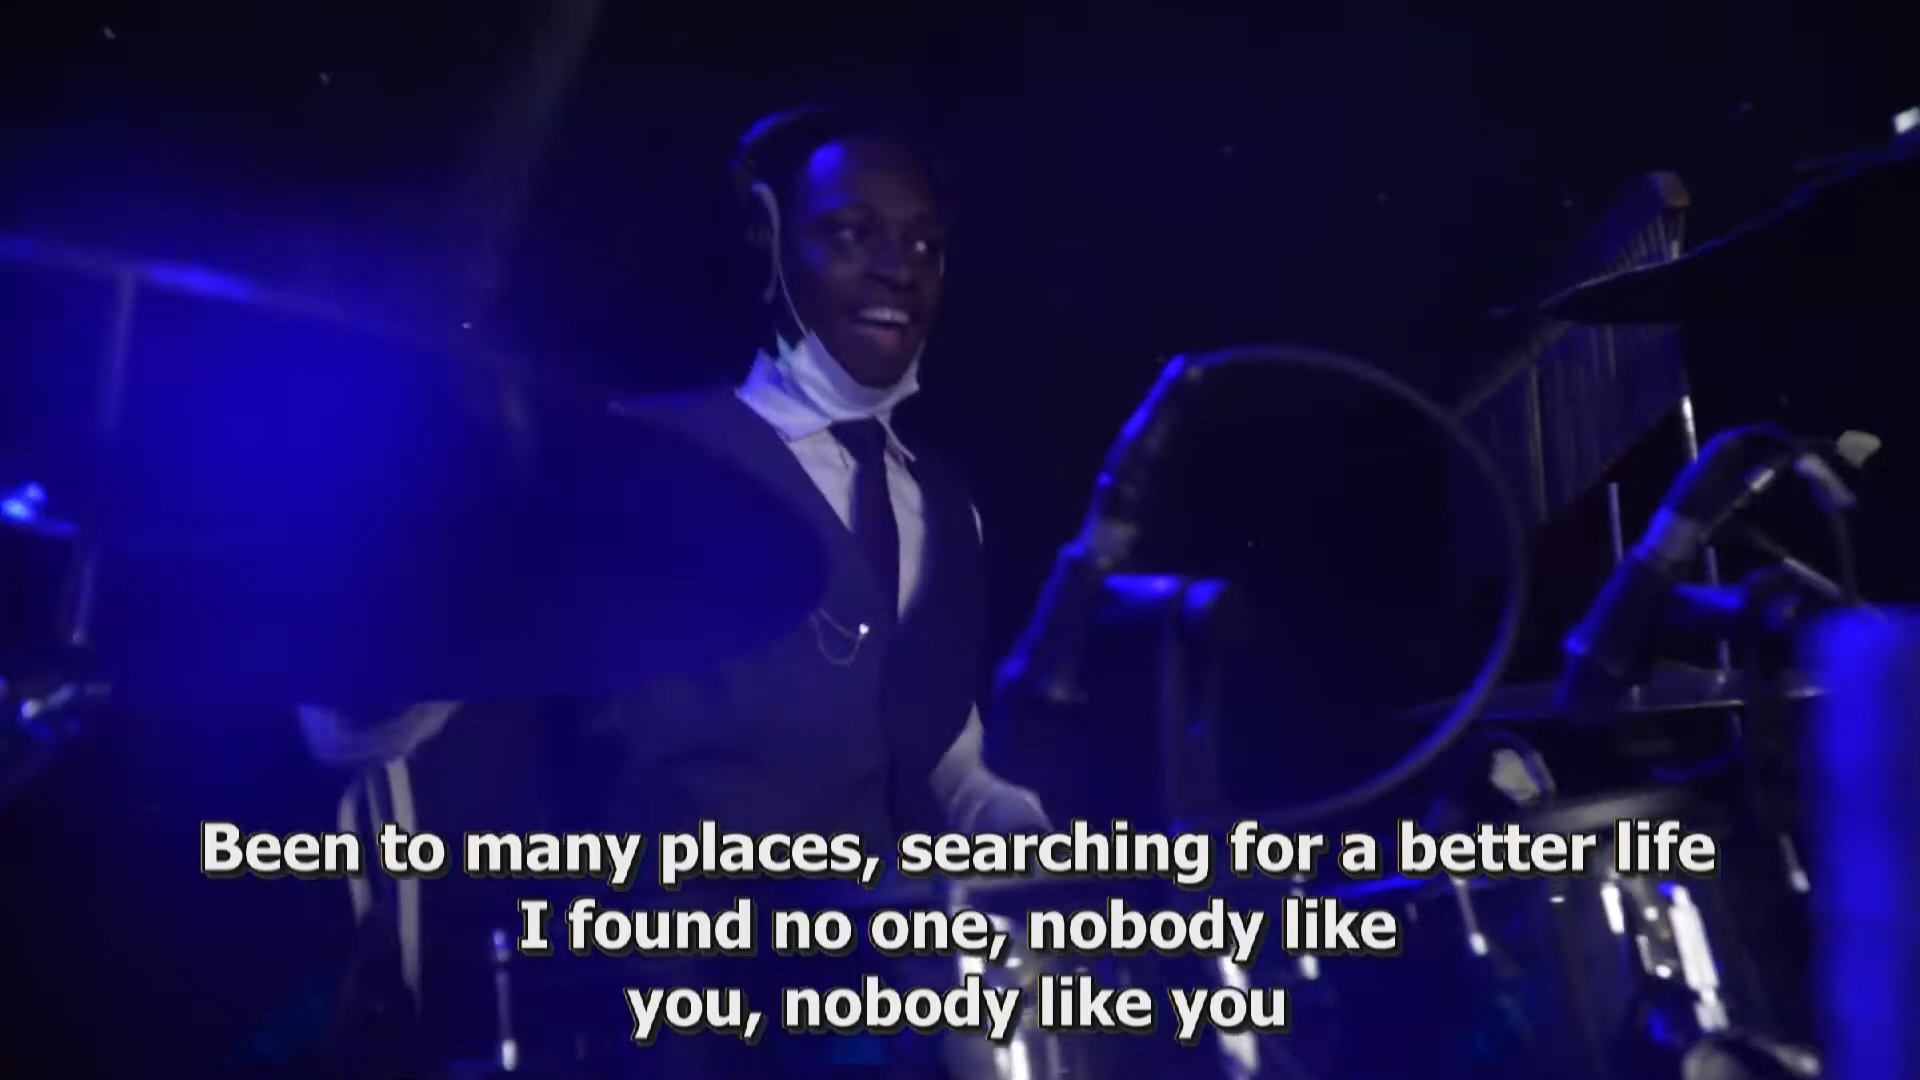 Been to many places, searching for a better life
I found no one, nobody like
you, nobody like you